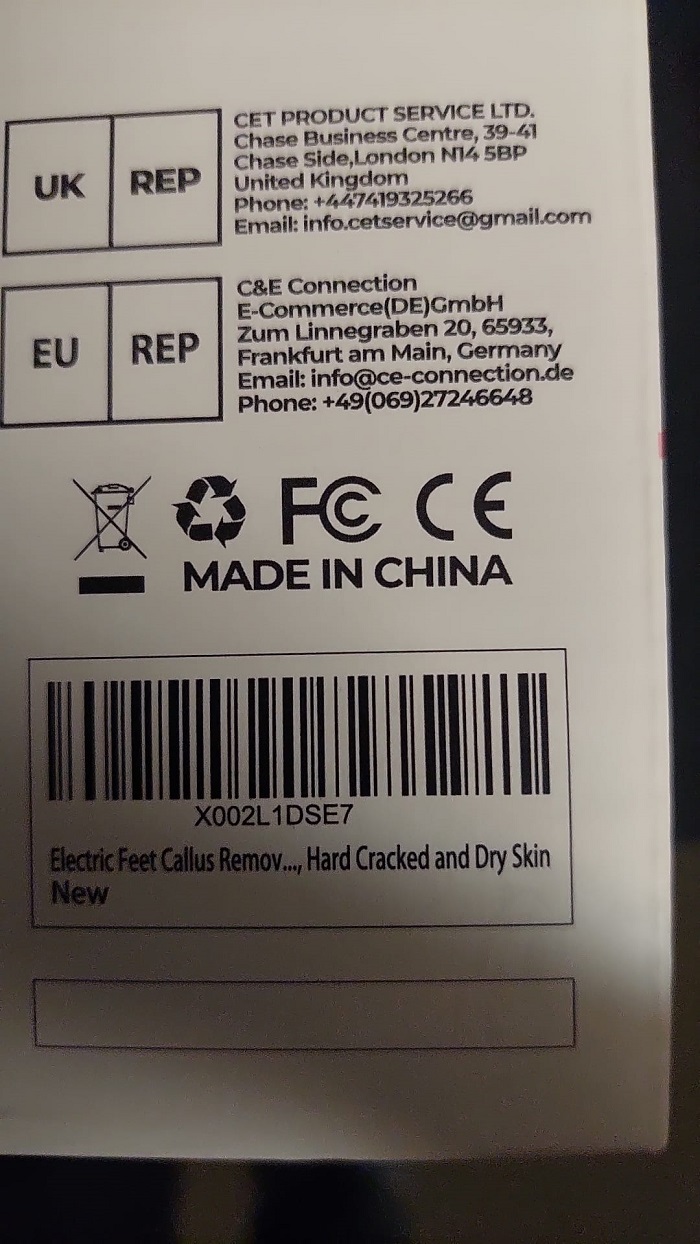 UK REP
CET PRODUCT SERVICE LTD.
Chase Business Centre, 39-41
Chase Side,London N14 5BP
United Kingdom
Phone: +447419325266
Email: info.cetservice@gmail.com
EU REP
C&E Connection
E-Commerce(DE)GmbH
Zum Linnegraben 20, 65933,
Frankfurt am Main, Germany
Email: info@ce-connection.de
Phone: +49(069)27246648
FC CE
MADE IN CHINA
X002L1DSE7
Electric Feet Callus Remov..., Hard Cracked and Dry Skin
New